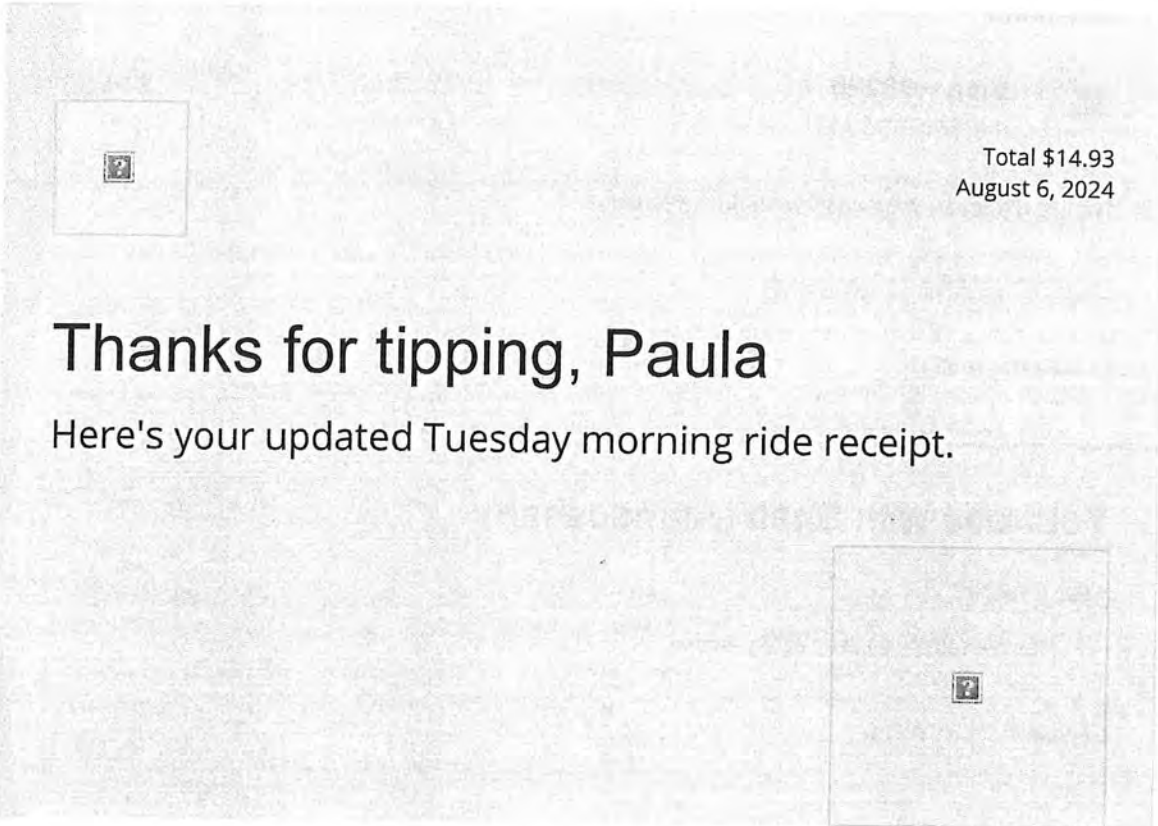 Total $14.93
August 6, 2024
Thanks for tipping, Paula
Here's your updated Tuesday morning ride receipt.